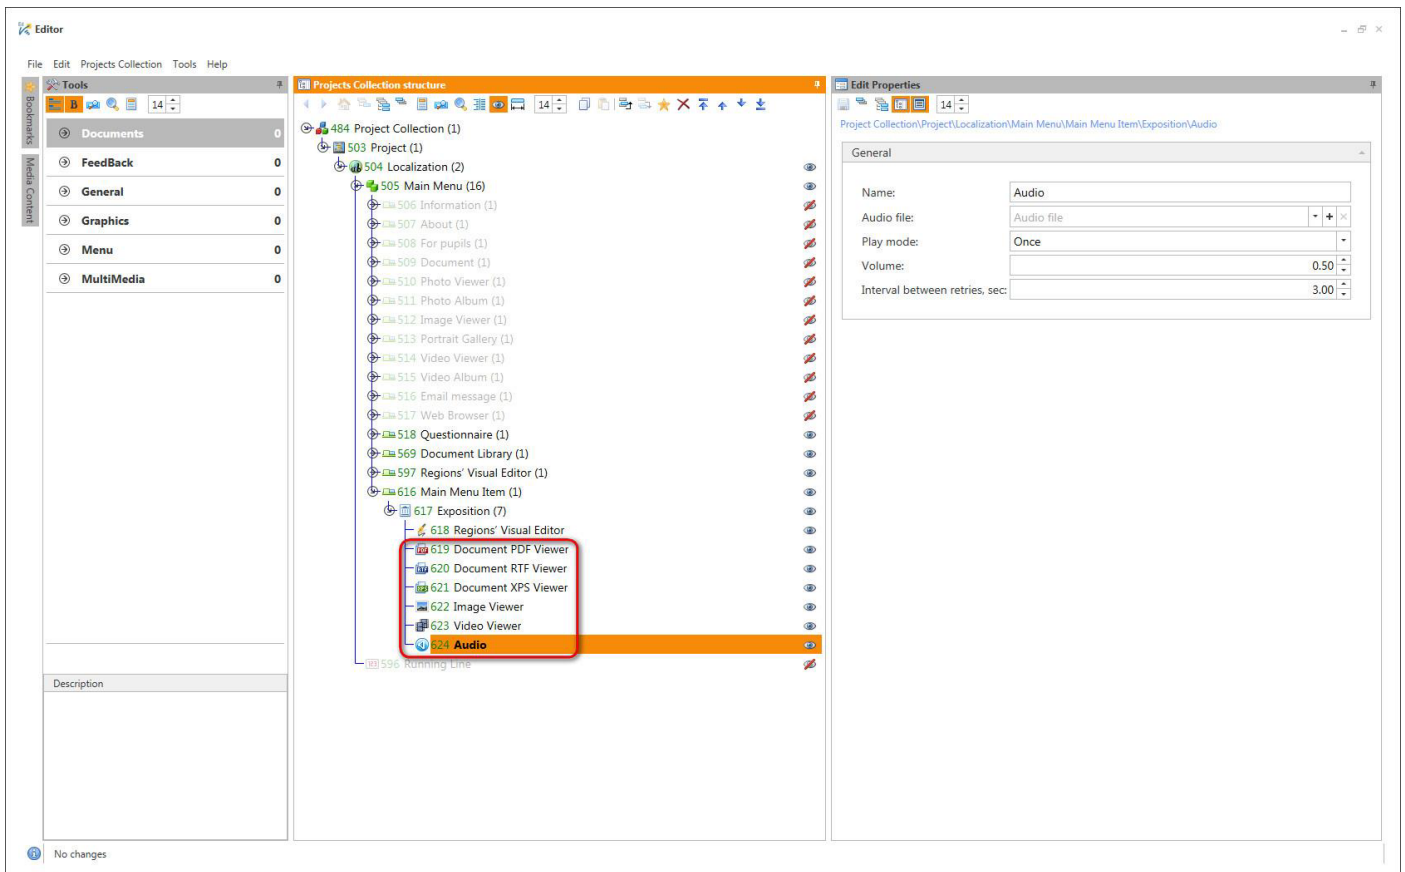 Editor
File Edit Projects Collection Tools Help
Bookmarks
Media Content
Tools
B 14
Documents 0
FeedBack 0
General 0
Graphics 0
Menu 0
MultiMedia 0
Description
Projects Collection structure
14
484 Project Collection (1)
503 Project (1)
504 Localization (2)
505 Main Menu (16)
506 Information (1)
507 About (1)
508 For pupils (1)
509 Document (1)
510 Photo Viewer (1)
511 Photo Album (1)
512 Image Viewer (1)
513 Portrait Gallery (1)
514 Video Viewer (1)
515 Video Album (1)
516 Email message (1)
517 Web Browser (1)
518 Questionnaire (1)
569 Document Library (1)
597 Regions' Visual Editor (1)
616 Main Menu Item (1)
617 Exposition (7)
618 Regions' Visual Editor
619 Document PDF Viewer
620 Document RTF Viewer
621 Document XPS Viewer
622 Image Viewer
623 Video Viewer
624 Audio
596 Running Line
Edit Properties
14
Project Collection\Project\Localization\Main Menu\Main Menu Item\Exposition\Audio
General
Name: Audio
Audio file: Audio file
Play mode: Once
Volume: 0.50
Interval between retries, sec: 3.00
No changes